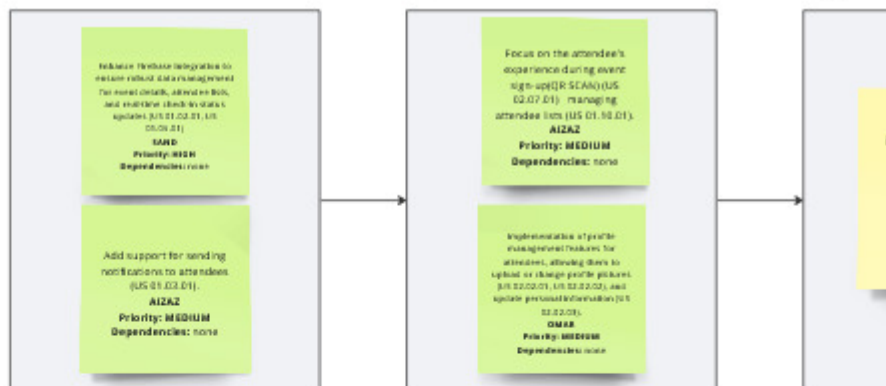 Enhance Firebase Integration to
ensure robust data management
for event details, attendee lists,
and real-time check-in status
updates (US 01.02.01, US
SAND
Priority: HIGH
Dependencies: none
Add support for sending
notifications to attendees
(US 01.03.01).
AIZAZ
Priority: MEDIUM
Dependencies: none
Focus on the attendee's
experience during event
sign-up(QR SCAN) (US
02.07.01) managing
attendee lists (US 01.10.01).
AIZAZ
Priority: MEDIUM
Dependencies: none
Implementation of profile
management features for
attendees, allowing them to
upload or change profile pictures
(US 02.02.01, US 02.02.02), and
update personal information (US
02.02.03).
OMAR
Priority: MEDIUM
Dependencies: none